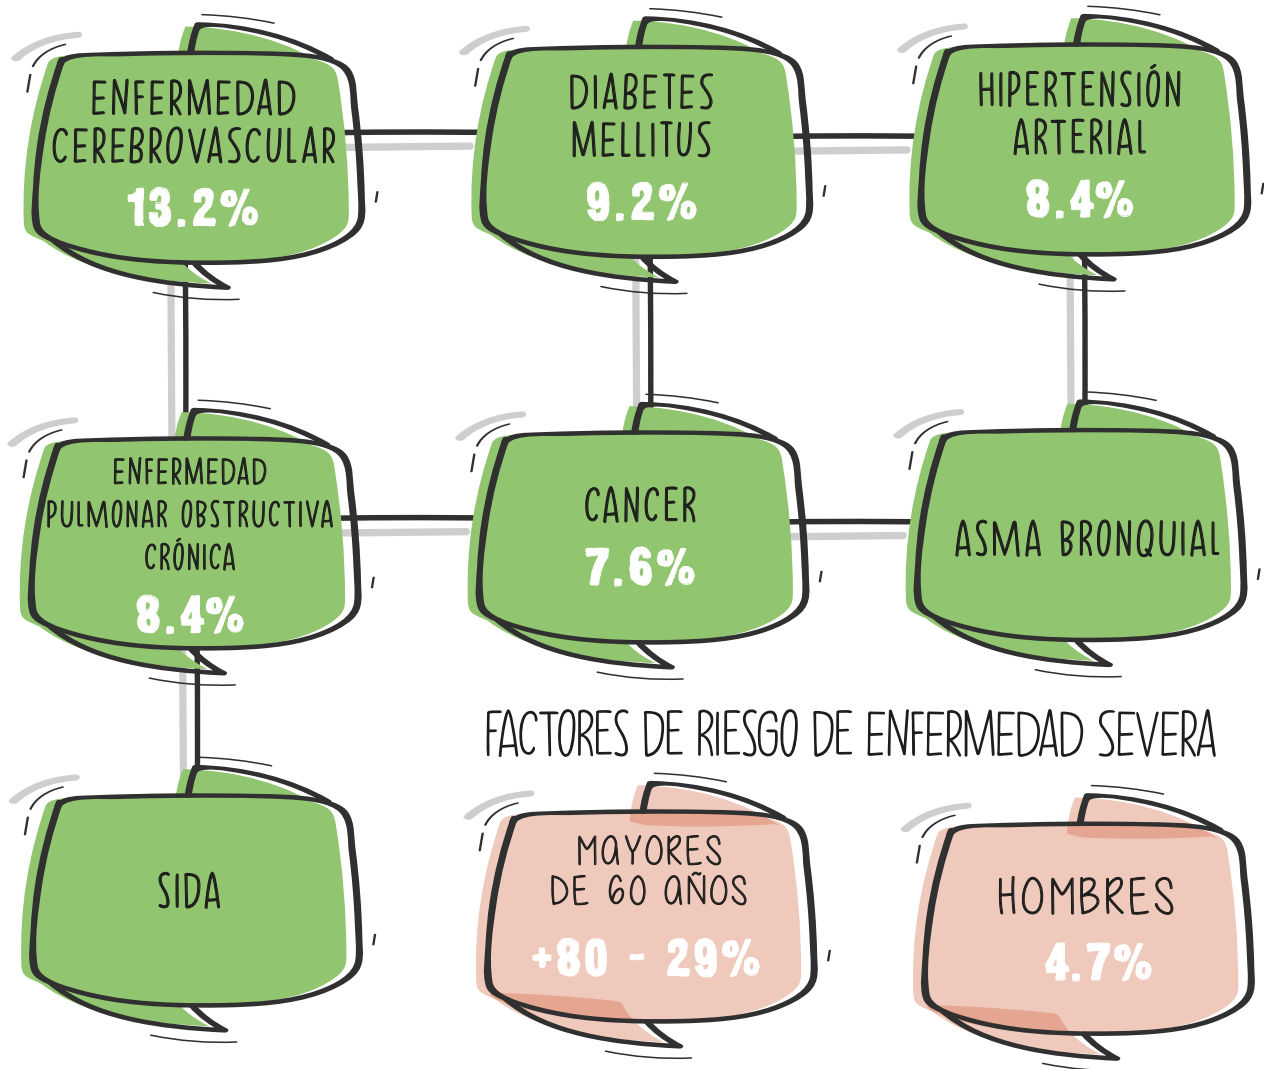 ENFERMEDAD
CEREBROVASCULAR
13.2%
DIABETES
MELLITUS
9.2%
HIPERTENSIÓN
ARTERIAL
8.4%
ENFERMEDAD
PULMONAR OBSTRUCTIVA
CRÓNICA
8.4%
CANCER
7.6%
ASMA BRONQUIAL
SIDA
FACTORES DE RIESGO DE ENFERMEDAD SEVERA
MAYORES
DE 60 AÑOS
+80 - 29%
HOMBRES
4.7%